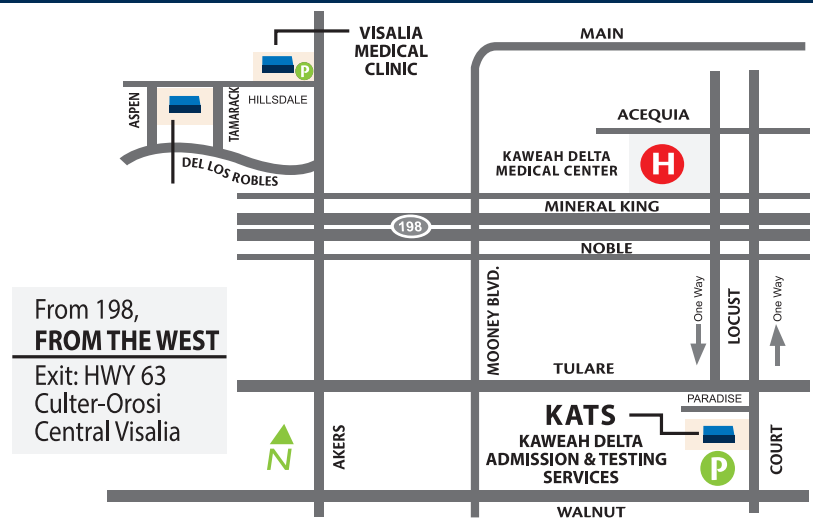 VISALIA
MEDICAL
CLINIC
MAIN
P
ASPEN
TAMARACK
HILLSDALE
ACEQUIA
DEL LOS ROBLES
KAWEAH DELTA
MEDICAL CENTER
H
MINERAL KING
198
NOBLE
From 198,
FROM THE WEST
Exit: HWY 63
Culter-Orosi
Central Visalia
MOONEY BLVD.
One Way
LOCUST
One Way
TULARE
PARADISE
KATS
KAWEAH DELTA
ADMISSION & TESTING
SERVICES
P
N
AKERS
COURT
WALNUT